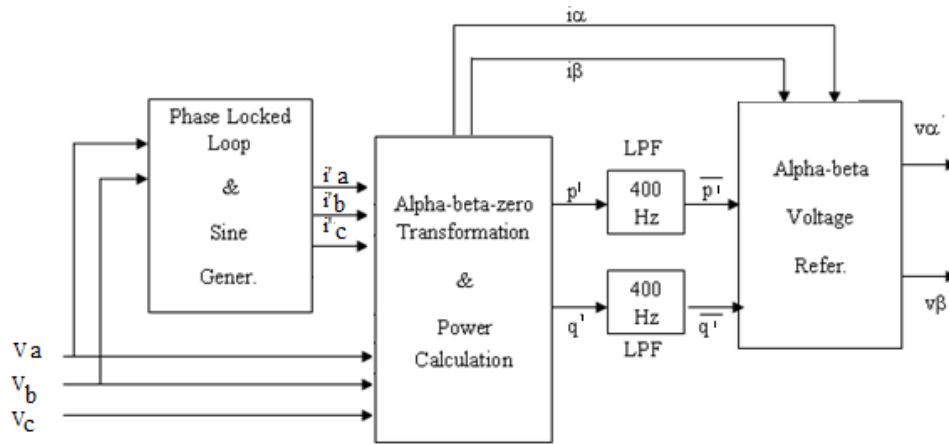 iα
iβ
Phase Locked
Loop
&
Sine
Gener.
i'a
i'b
i'c
Alpha-beta-zero
Transformation
&
Power
Calculation
p'
q'
LPF
400
Hz
400
Hz
LPF
p'
q'
Alpha-beta
Voltage
Refer.
vα'
vβ
Va
Vb
Vc